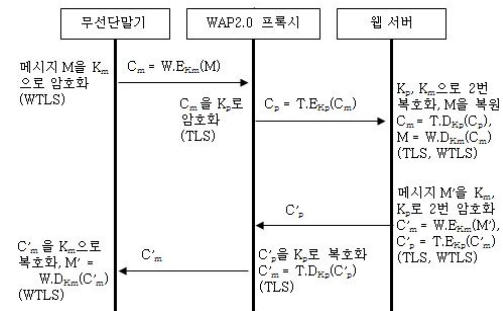 무선단말기
WAP2.0 프록시
웹 서버
메시지 M을 Km
으로 암호화
(WTLS)
Cm = W.EKm(M)
Cm을 Kp로
암호화
(TLS)
Cp = T.EKp(Cm)
Kp, Km으로 2번
복호화, M을 복원
Cm = T.DKp(Cp),
M = W.DKm(Cm)
(TLS, WTLS)
메시지 M'을 Km,
Kp로 2번 암호화
C'm = W.EKm(M'),
C'p = T.EKp(C'm)
(TLS, WTLS)
C'p
C'p을 Kp로 복호화
C'm = T.DKp(C'p)
(TLS)
C'm
C'm을 Km으로
복호화, M' =
W.DKm(C'm)
(WTLS)